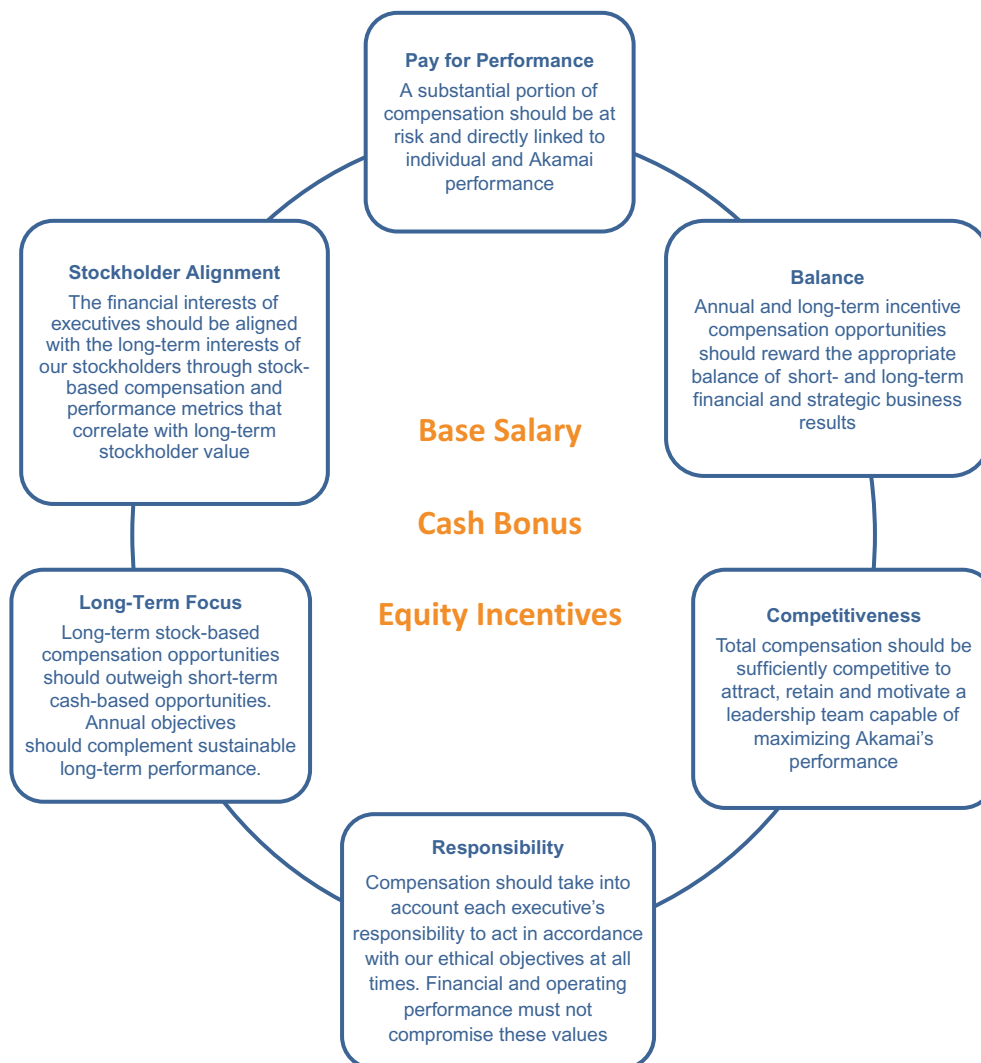 Pay for Performance
A substantial portion of
compensation should be at
risk and directly linked to
individual and Akamai
performance
Balance
Annual and long-term incentive
compensation opportunities
should reward the appropriate
balance of short- and long-term
financial and strategic business
results
Competitiveness
Total compensation should be
sufficiently competitive to
attract, retain and motivate a
leadership team capable of
maximizing Akamai’s
performance
Responsibility
Compensation should take into
account each executive’s
responsibility to act in accordance
with our ethical objectives at all
times. Financial and operating
performance must not
compromise these values
Long-Term Focus
Long-term stock-based
compensation opportunities
should outweigh short-term
cash-based opportunities.
Annual objectives
should complement sustainable
long-term performance.
Stockholder Alignment
The financial interests of
executives should be aligned
with the long-term interests of
our stockholders through stock-
based compensation and
performance metrics that
correlate with long-term
stockholder value
Base Salary
Cash Bonus
Equity Incentives